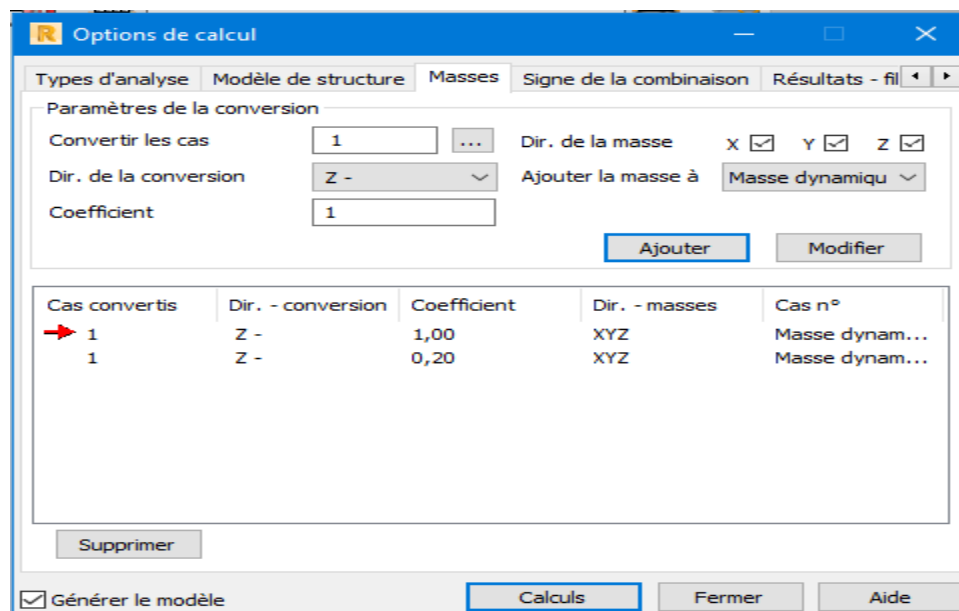 R Options de calcul
Types d'analyse Modèle de structure Masses Signe de la combinaison Résultats - fil
Paramètres de la conversion
Convertir les cas 1 ... Dir. de la masse X Y Z
Dir. de la conversion Z - Ajouter la masse à Masse dynamiqu
Coefficient 1
Ajouter Modifier
Cas convertis Dir. - conversion Coefficient Dir. - masses Cas n°
1 Z - 1,00 XYZ Masse dynam...
1 Z - 0,20 XYZ Masse dynam...
Supprimer
Générer le modèle Calculs Fermer Aide